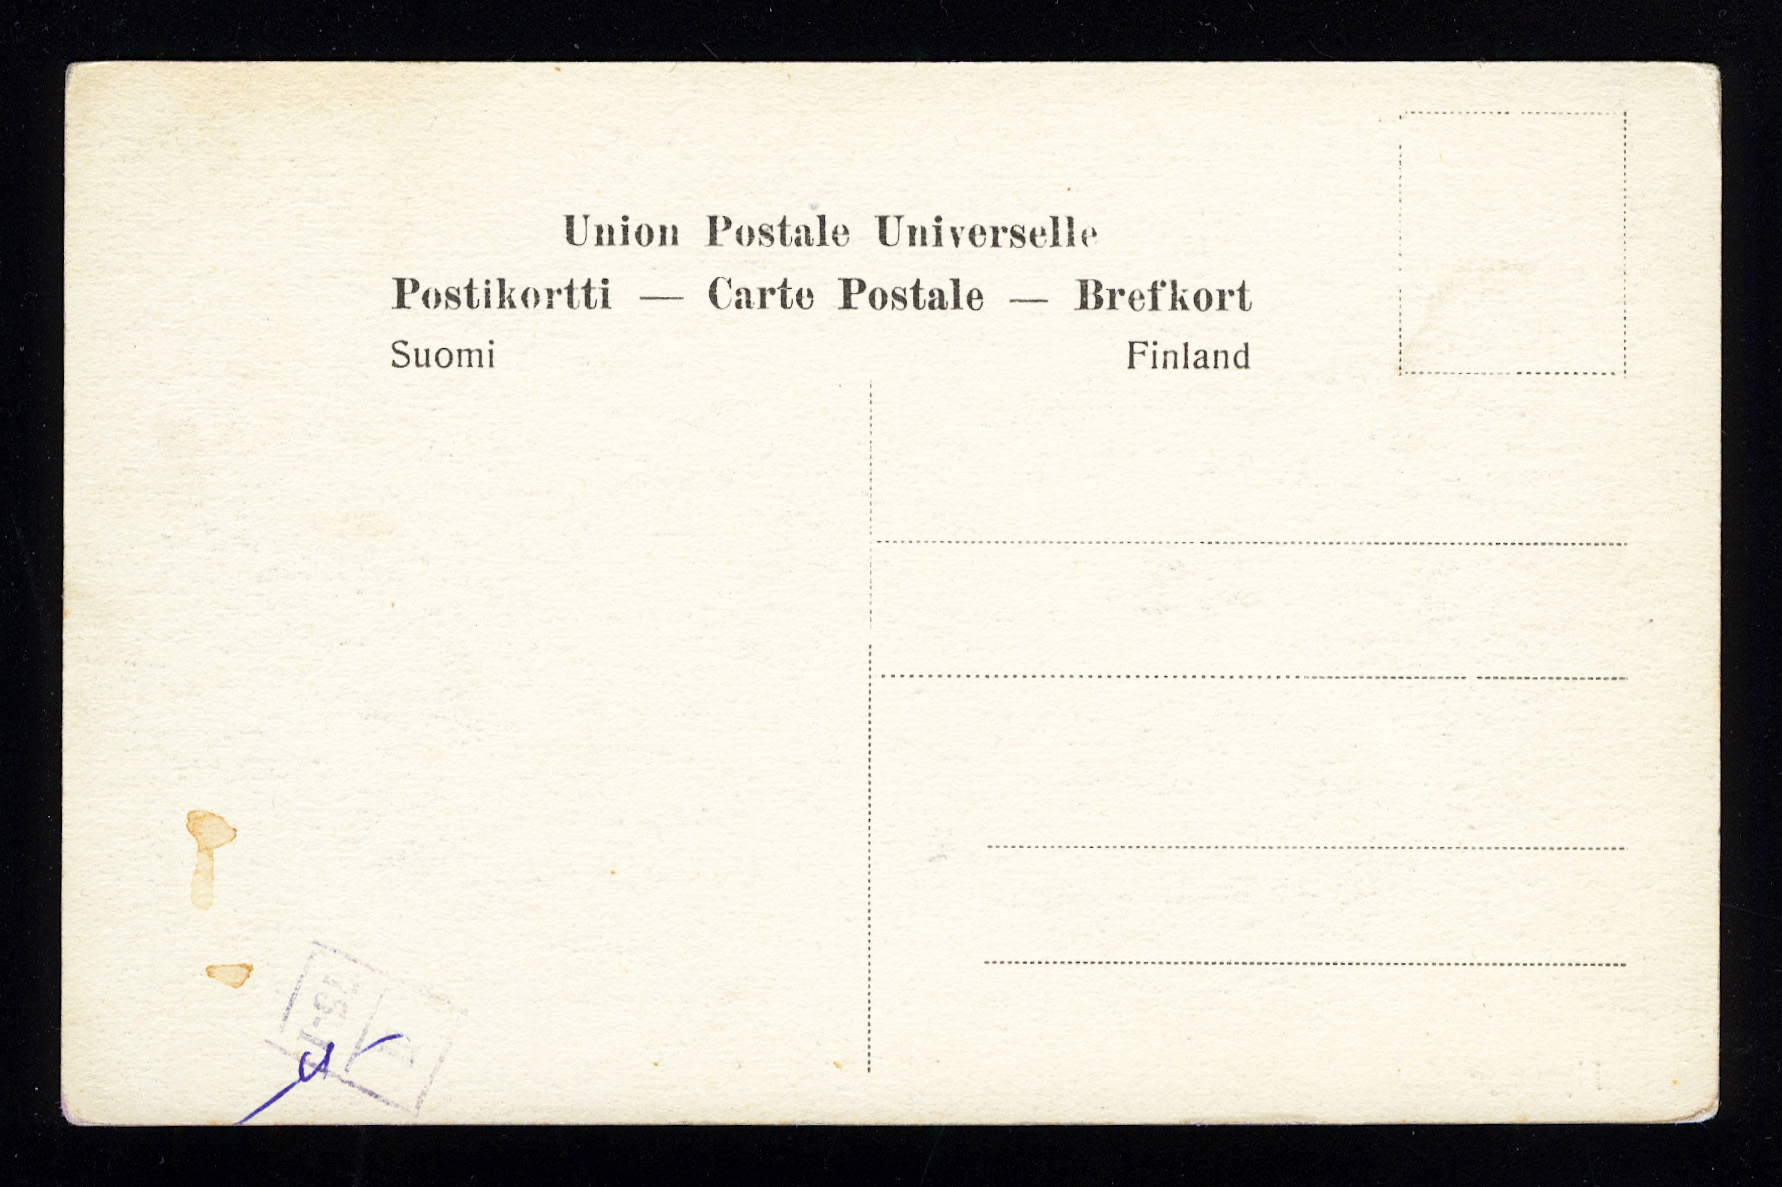 Union Postale Universelle
Postikortti — Carte Postale — Brefkort
Suomi Finland